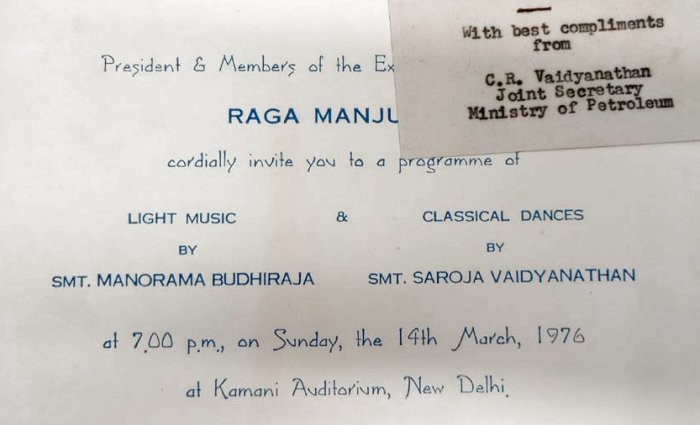 President & Members of the
RAGA
cordially invite you to a programme of
LIGHT MUSIC & CLASSICAL DANCES
BY BY
SMT. MANORAMA BUDHIRAJA SMT. SAROJA VAIDYANATHAN
at 7.00 p.m., on Sunday, the 14th March, 1976
at Kamani Auditorium, New Delhi.
With best compliments
from
C.R. Vaidyanathan
Joint Secretary
Ministry of Petroleum